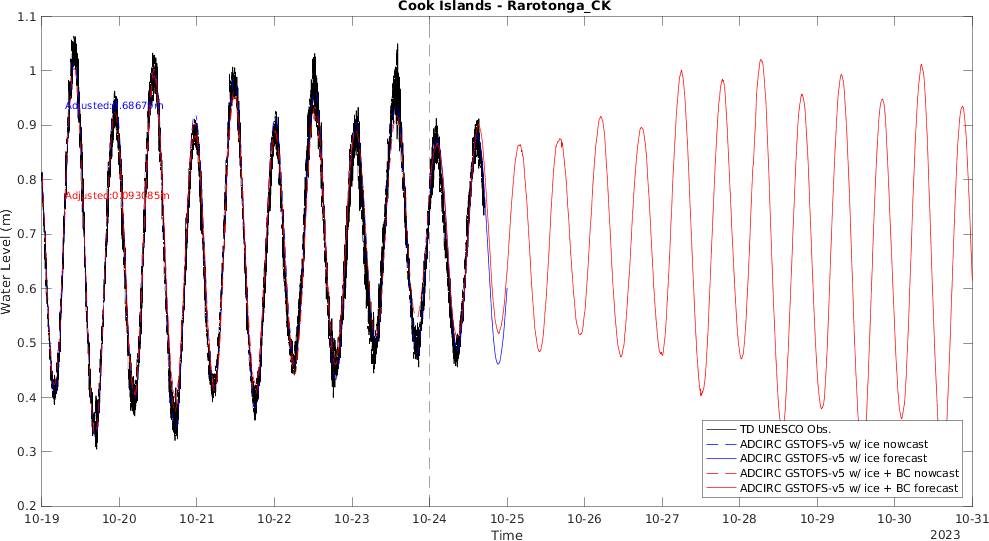 Cook Islands - Rarotonga_CK
1.1
1
0.9
0.8
0.7
0.6
0.5
0.4
0.3
0.2
Water Level (m)
Adjusted:0.093085m
TD UNESCO Obs.
ADCIRC GSTOFS-v5 w/ ice nowcast
ADCIRC GSTOFS-v5 w/ ice forecast
ADCIRC GSTOFS-v5 w/ ice + BC nowcast
ADCIRC GSTOFS-v5 w/ ice + BC forecast
10-19 10-20 10-21 10-22 10-23 10-24 10-25 10-26 10-27 10-28 10-29 10-30 10-31
Time
2023